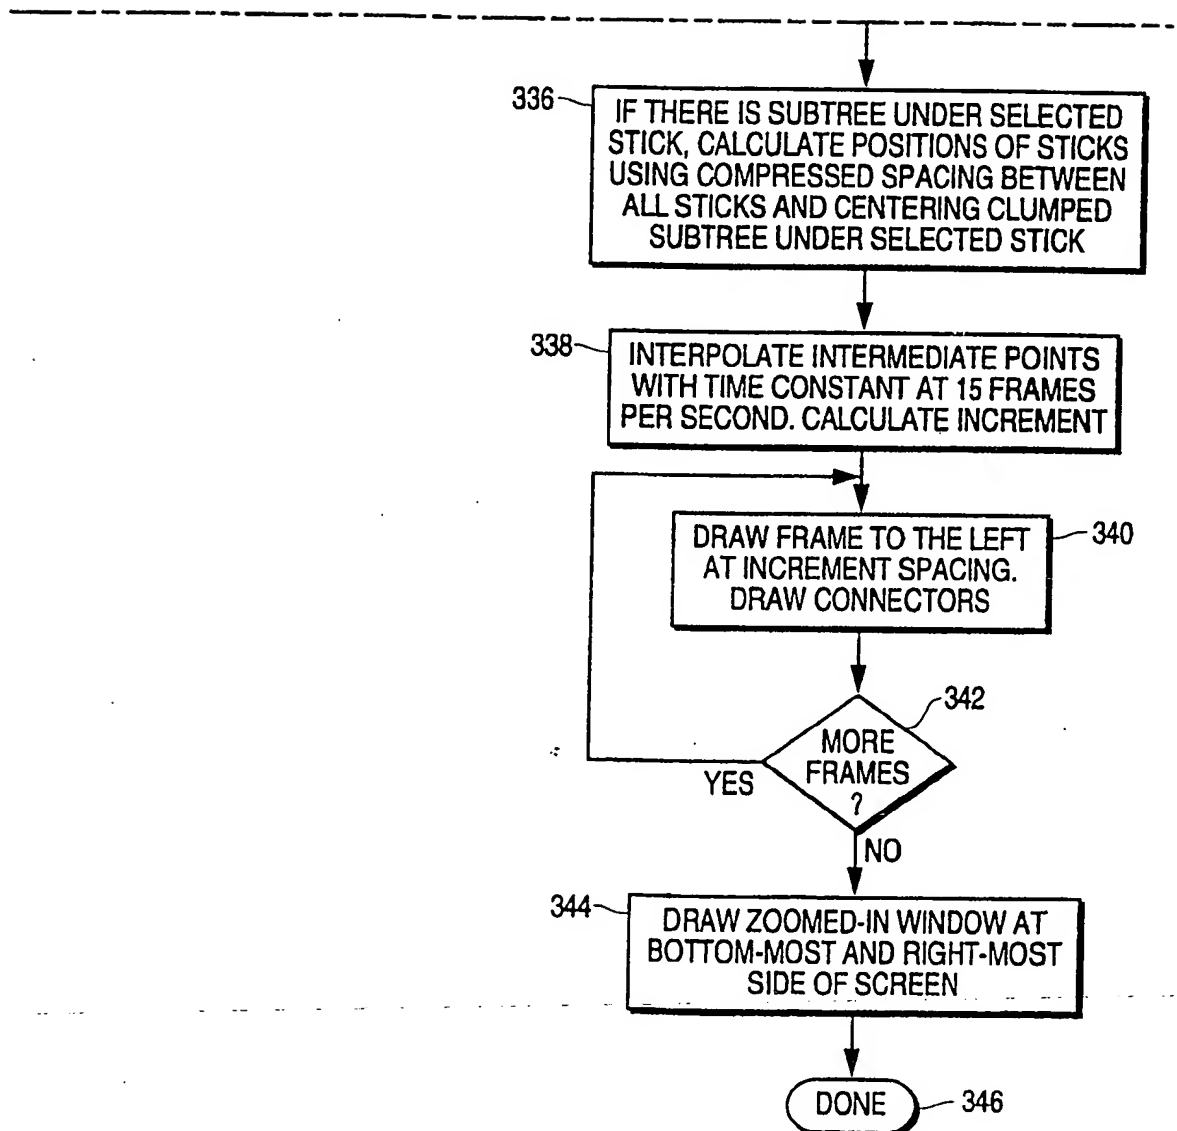 336
IF THERE IS SUBTREE UNDER SELECTED
STICK, CALCULATE POSITIONS OF STICKS
USING COMPRESSED SPACING BETWEEN
ALL STICKS AND CENTERING CLUMPED
SUBTREE UNDER SELECTED STICK
338
INTERPOLATE INTERMEDIATE POINTS
WITH TIME CONSTANT AT 15 FRAMES
PER SECOND. CALCULATE INCREMENT
DRAW FRAME TO THE LEFT
AT INCREMENT SPACING.
DRAW CONNECTORS
340
342
MORE
FRAMES
?
YES
NO
344
DRAW ZOOMED-IN WINDOW AT
BOTTOM-MOST AND RIGHT-MOST
SIDE OF SCREEN
DONE
346